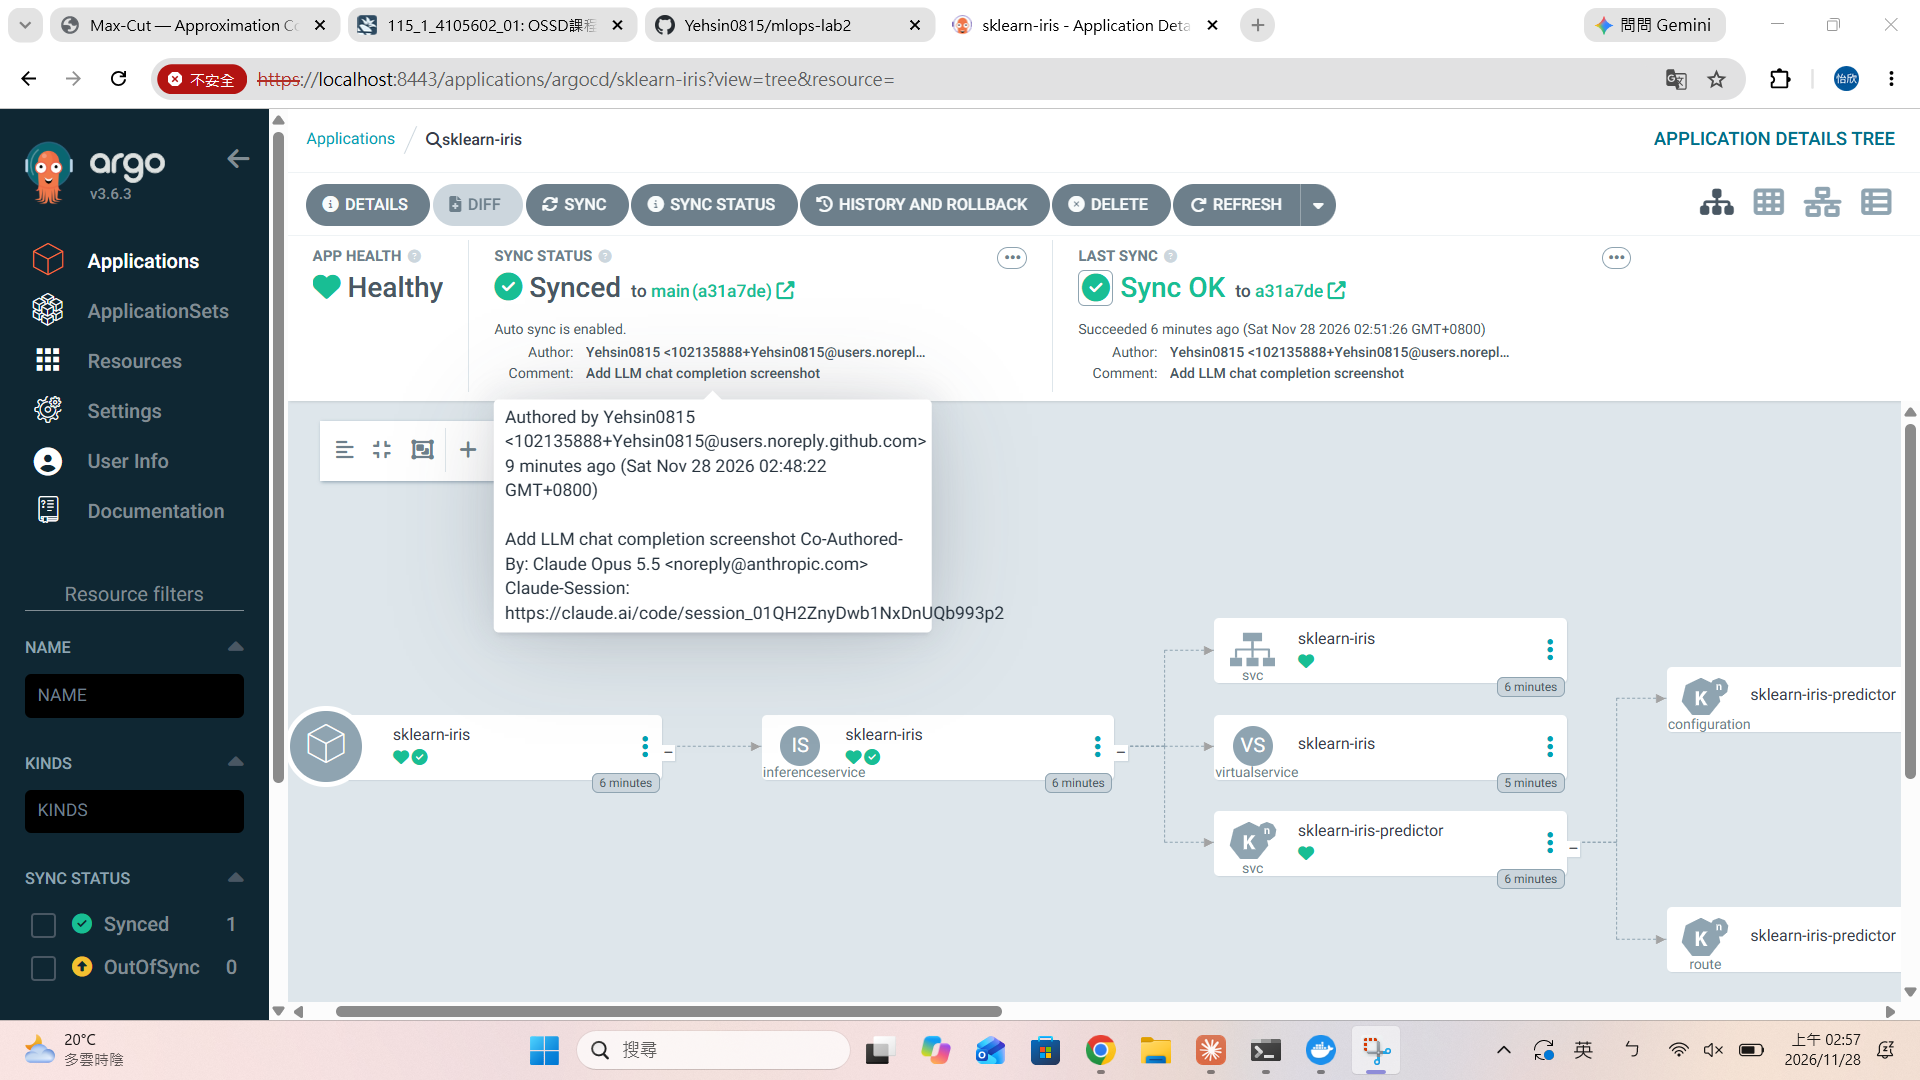 Max-Cut — Approximation Co
115_1_4105602_01: OSSD課程
Yehsin0815/mlops-lab2
sklearn-iris - Application Deta
問問 Gemini
不安全
https://localhost:8443/applications/argocd/sklearn-iris?view=tree&resource=
怡欣
argo
v3.6.3
Applications
ApplicationSets
Resources
Settings
User Info
Documentation
Resource filters
NAME
NAME
KINDS
KINDS
SYNC STATUS
Synced 1
OutOfSync 0
Applications / sklearn-iris
APPLICATION DETAILS TREE
DETAILS
DIFF
SYNC
SYNC STATUS
HISTORY AND ROLLBACK
DELETE
REFRESH
APP HEALTH
Healthy
SYNC STATUS
Synced to main (a31a7de)
Auto sync is enabled.
Author: Yehsin0815 <102135888+Yehsin0815@users.norepl...
Comment: Add LLM chat completion screenshot
LAST SYNC
Sync OK to a31a7de
Succeeded 6 minutes ago (Sat Nov 28 2026 02:51:26 GMT+0800)
Author: Yehsin0815 <102135888+Yehsin0815@users.norepl...
Comment: Add LLM chat completion screenshot
Authored by Yehsin0815
<102135888+Yehsin0815@users.noreply.github.com>
9 minutes ago (Sat Nov 28 2026 02:48:22
GMT+0800)
Add LLM chat completion screenshot Co-Authored-
By: Claude Opus 5.5 <noreply@anthropic.com>
Claude-Session:
https://claude.ai/code/session_01QH2ZnyDwb1NxDnUQb993p2
sklearn-iris
6 minutes
IS
inferenceservice
sklearn-iris
6 minutes
svc
sklearn-iris
6 minutes
VS
virtualservice
sklearn-iris
5 minutes
K n
svc
sklearn-iris-predictor
6 minutes
K n
configuration
sklearn-iris-predictor
K n
route
sklearn-iris-predictor
20°C
多雲時陰
搜尋
英
ㄅ
上午 02:57
2026/11/28